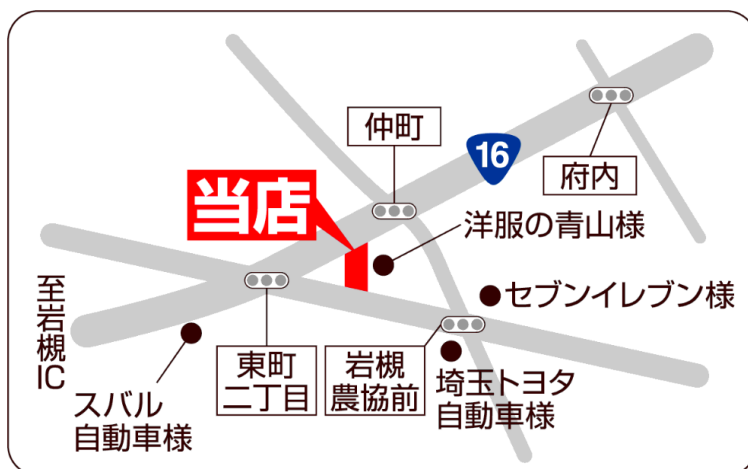 仲町
16
府内
当店
洋服の青山様
セブンイレブン様
至岩槻IC
東町
二丁目
岩槻
農協前
スバル
自動車様
埼玉トヨタ
自動車様